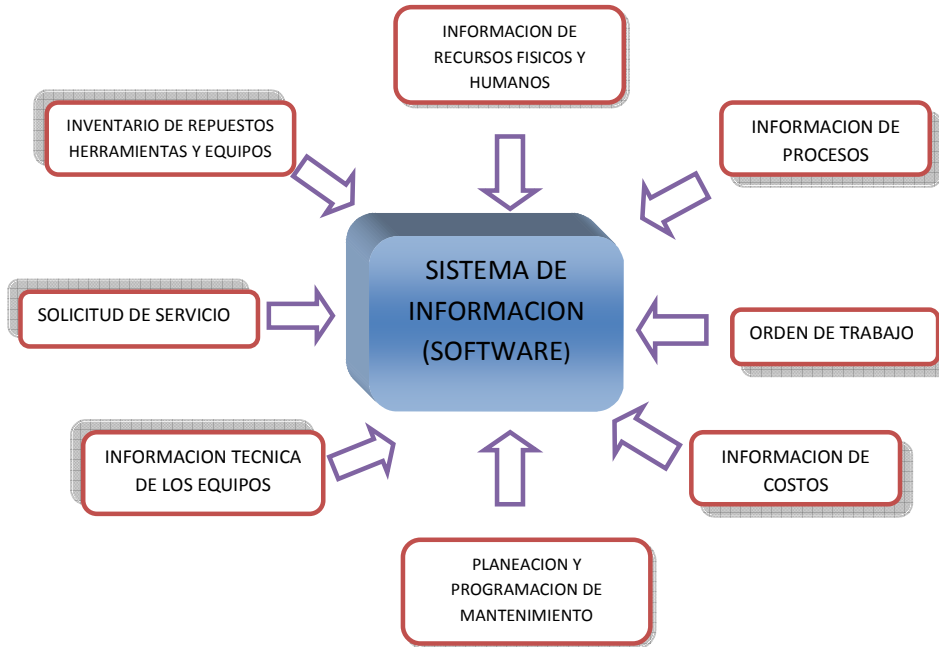 INFORMACION DE
RECURSOS FISICOS Y
HUMANOS
INVENTARIO DE REPUESTOS
HERRAMIENTAS Y EQUIPOS
INFORMACION DE
PROCESOS
SISTEMA DE
INFORMACION
(SOFTWARE)
SOLICITUD DE SERVICIO
ORDEN DE TRABAJO
INFORMACION TECNICA
DE LOS EQUIPOS
INFORMACION DE
COSTOS
PLANEACION Y
PROGRAMACION DE
MANTENIMIENTO